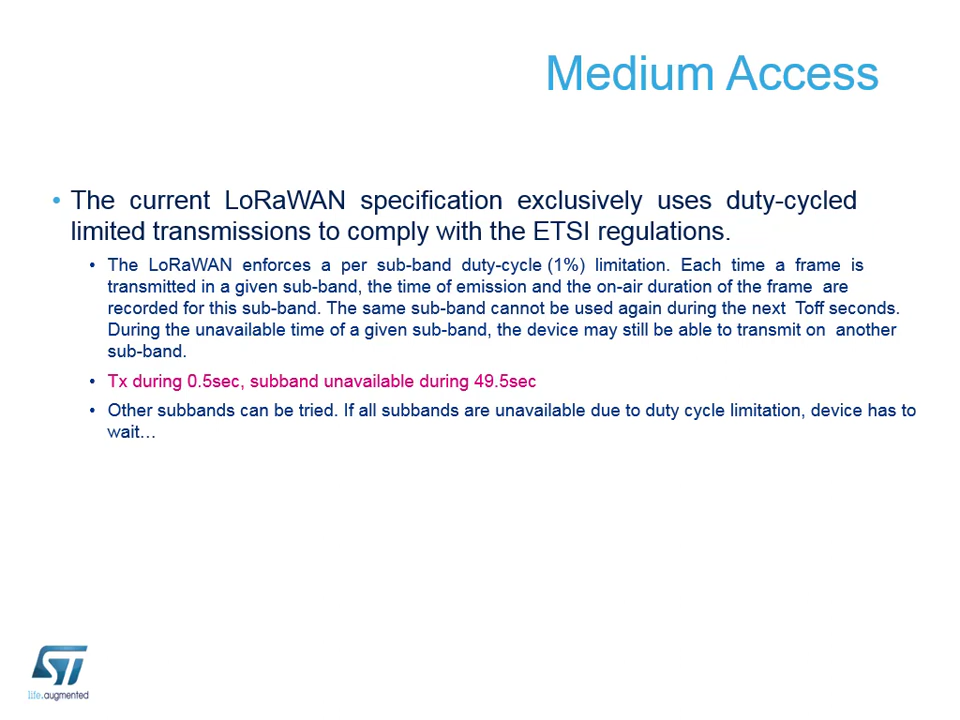 Medium Access
• The current LoRaWAN specification exclusively uses duty-cycled
limited transmissions to comply with the ETSI regulations.
• The LoRaWAN enforces a per sub-band duty-cycle (1%) limitation. Each time a frame is
transmitted in a given sub-band, the time of emission and the on-air duration of the frame are
recorded for this sub-band. The same sub-band cannot be used again during the next Toff seconds.
During the unavailable time of a given sub-band, the device may still be able to transmit on another
sub-band.
• Tx during 0.5sec, subband unavailable during 49.5sec
• Other subbands can be tried. If all subbands are unavailable due to duty cycle limitation, device has to
wait…
ST
life.augmented